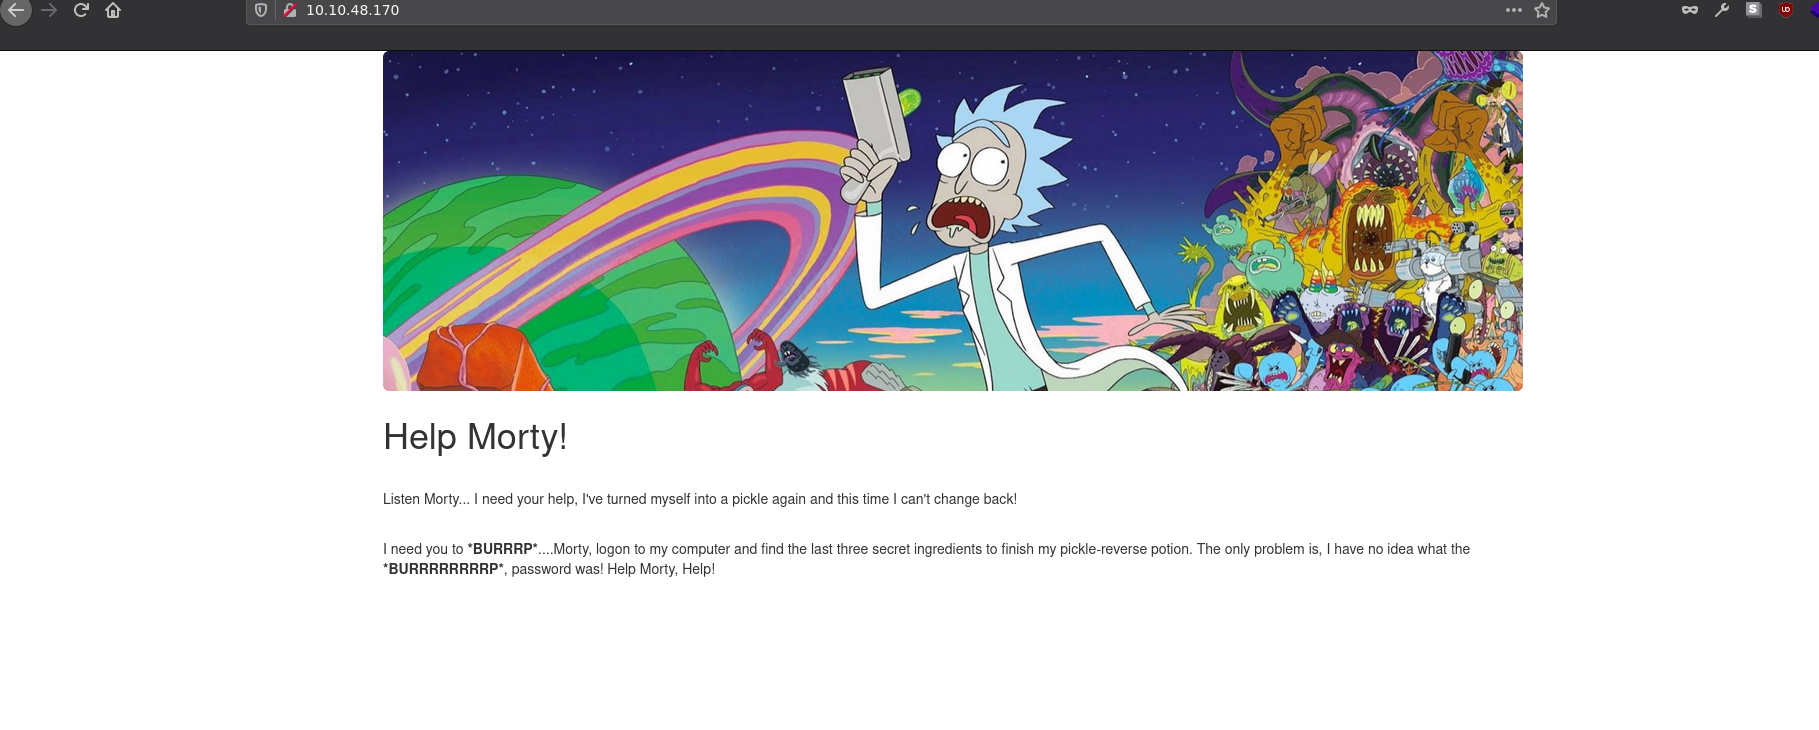 10.10.48.170
Help Morty!
Listen Morty... I need your help, I've turned myself into a pickle again and this time I can't change back!
I need you to *BURRRP*....Morty, logon to my computer and find the last three secret ingredients to finish my pickle-reverse potion. The only problem is, I have no idea what the
*BURRRRRRRRP*, password was! Help Morty, Help!